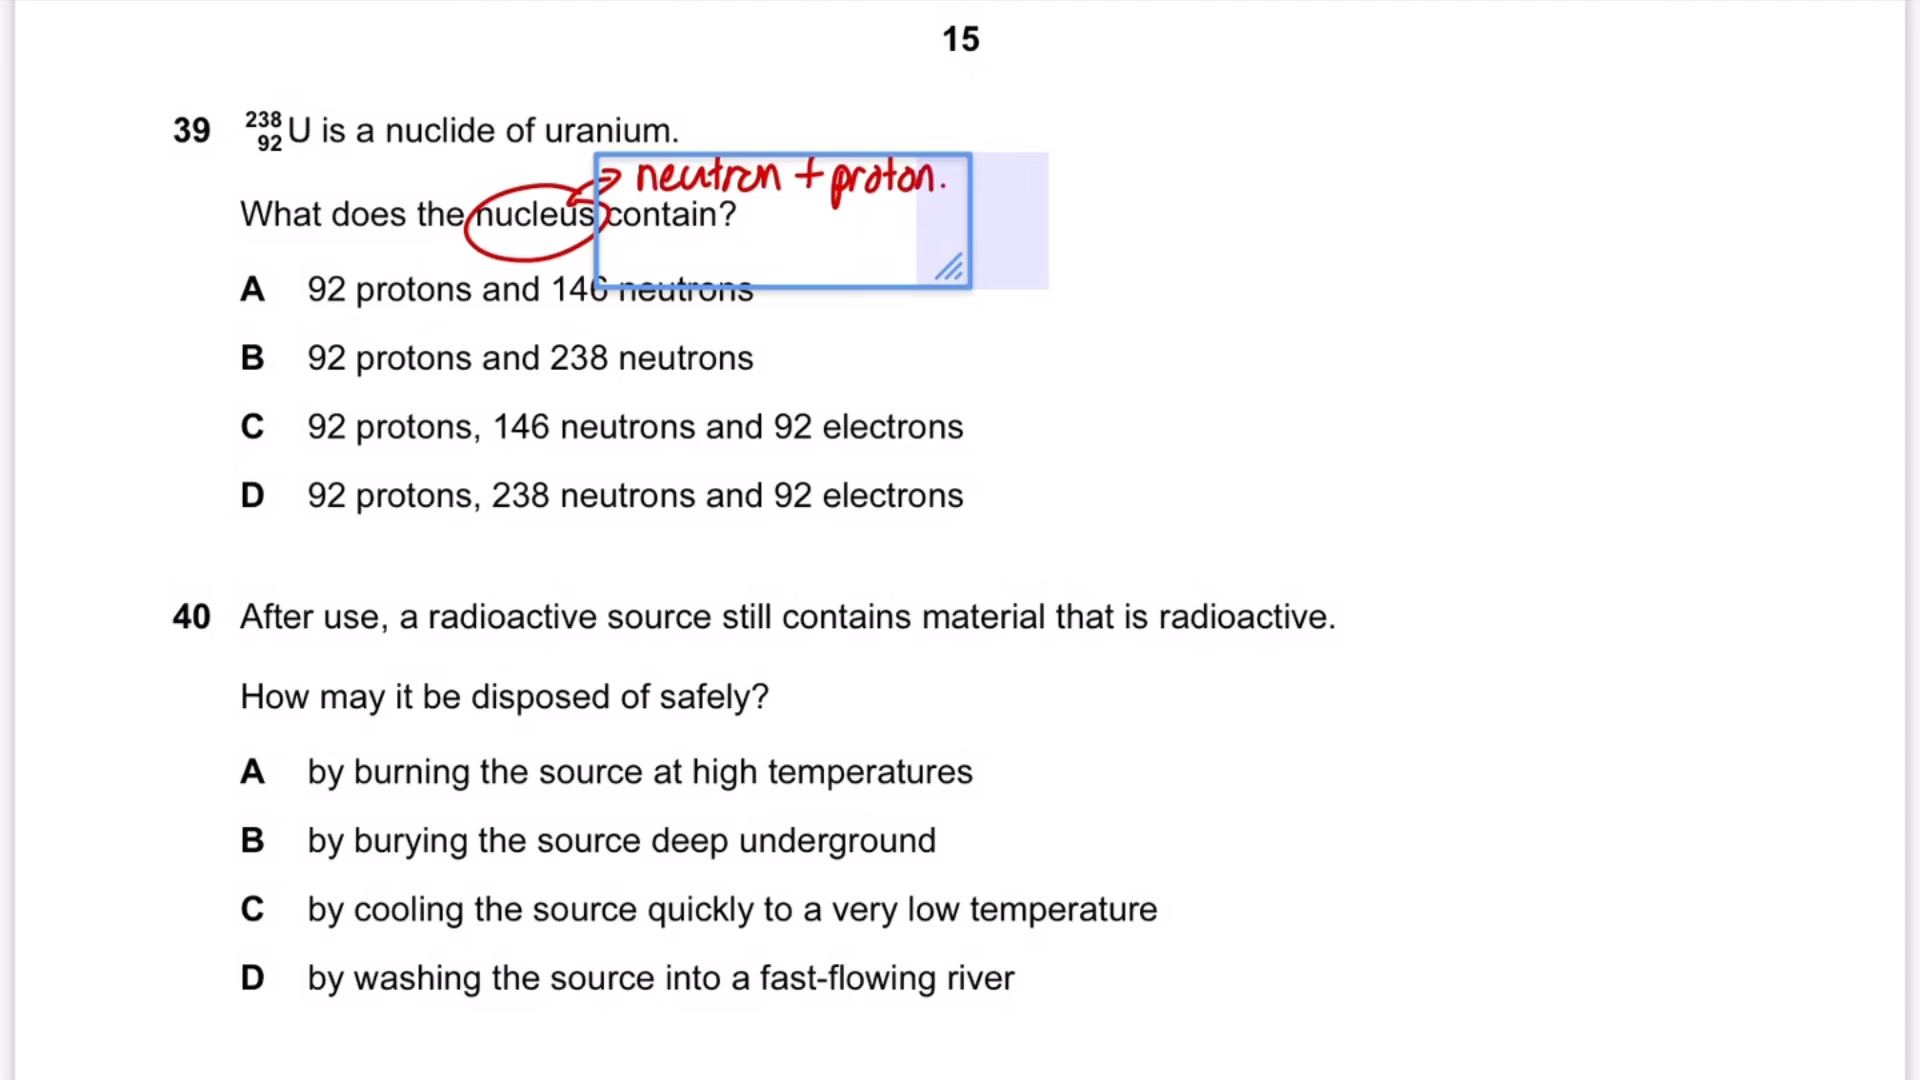 15
39 238 92 U is a nuclide of uranium.
neutron + proton.
What does the nucleus contain?
A 92 protons and 146 neutrons
B 92 protons and 238 neutrons
C 92 protons, 146 neutrons and 92 electrons
D 92 protons, 238 neutrons and 92 electrons
40 After use, a radioactive source still contains material that is radioactive.
How may it be disposed of safely?
A by burning the source at high temperatures
B by burying the source deep underground
C by cooling the source quickly to a very low temperature
D by washing the source into a fast-flowing river